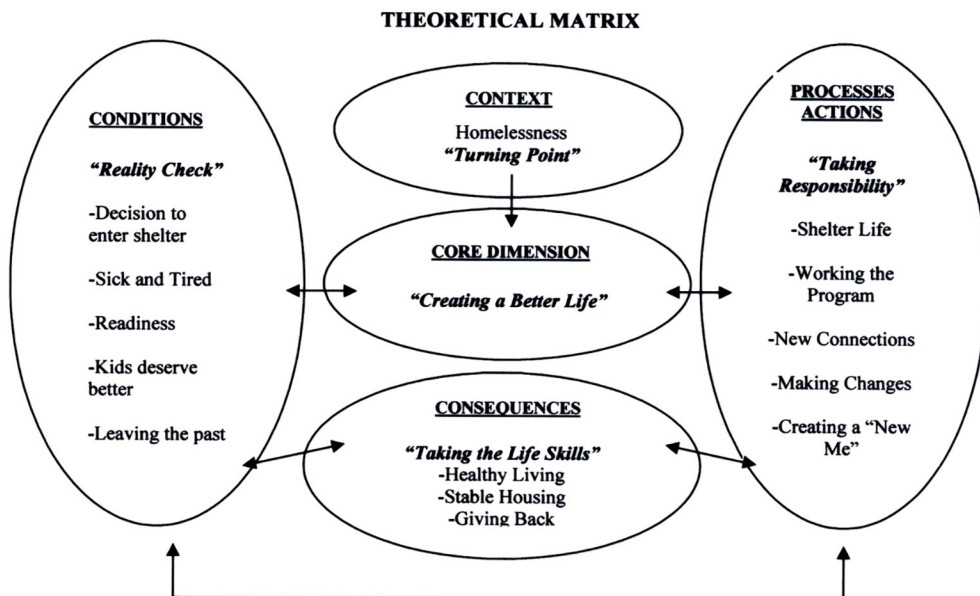 THEORETICAL MATRIX
CONDITIONS
“Reality Check”
-Decision to
enter shelter
-Sick and Tired
-Readiness
-Kids deserve
better
-Leaving the past
CONTEXT
Homelessness
“Turning Point”
CORE DIMENSION
“Creating a Better Life”
CONSEQUENCES
“Taking the Life Skills”
-Healthy Living
-Stable Housing
-Giving Back
PROCESSES
ACTIONS
“Taking
Responsibility”
-Shelter Life
-Working the
Program
-New Connections
-Making Changes
-Creating a “New
Me”